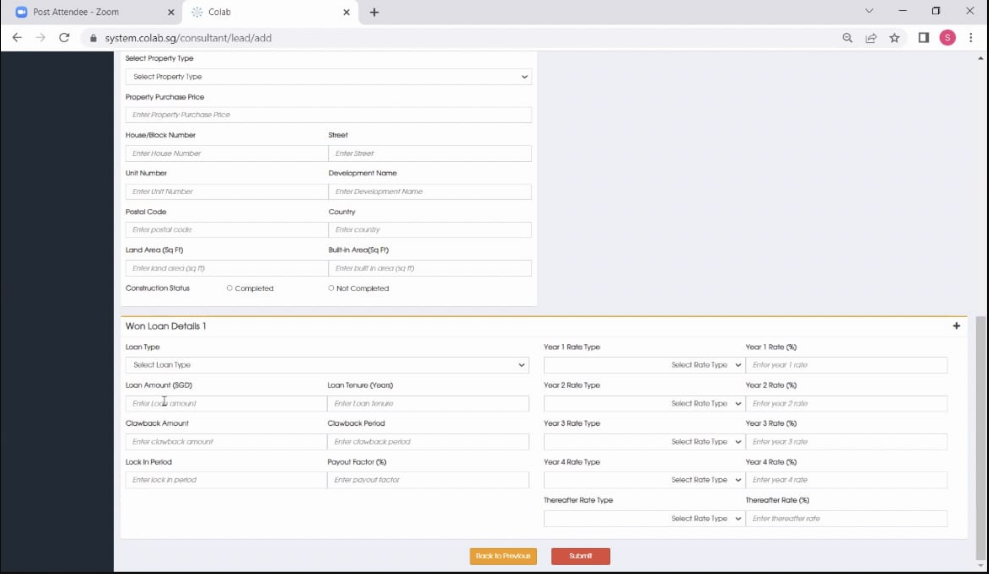 Post Attendee - Zoom
Colab
system.colab.sg/consultant/lead/add
S
Select Property Type
Select Property Type
Property Purchase Price
Enter Property Purchase Price
House/Block Number Street
Enter House Number Enter Street
Unit Number Development Name
Enter Unit Number Enter Development Name
Postal Code Country
Enter postal code Enter country
Land Area (Sq Ft) Built-in Area(Sq Ft)
Enter land area (sq ft) Enter built in area (sq ft)
Construction Status Completed Not Completed
Won Loan Details 1 +
Loan Type Year 1 Rate Type Year 1 Rate (%)
Select Loan Type Select Rate Type Enter year 1 rate
Loan Amount (SGD) Loan Tenure (Years) Year 2 Rate Type Year 2 Rate (%)
Enter Loan amount Enter Loan tenure Select Rate Type Enter year 2 rate
Clawback Amount Clawback Period Year 3 Rate Type Year 3 Rate (%)
Enter clawback amount Enter clawback period Select Rate Type Enter year 3 rate
Lock In Period Payout Factor (%) Year 4 Rate Type Year 4 Rate (%)
Enter lock in period Enter payout factor Select Rate Type Enter year 4 rate
Thereafter Rate Type Thereafter Rate (%)
Select Rate Type Enter thereafter rate
Back to Previous Submit